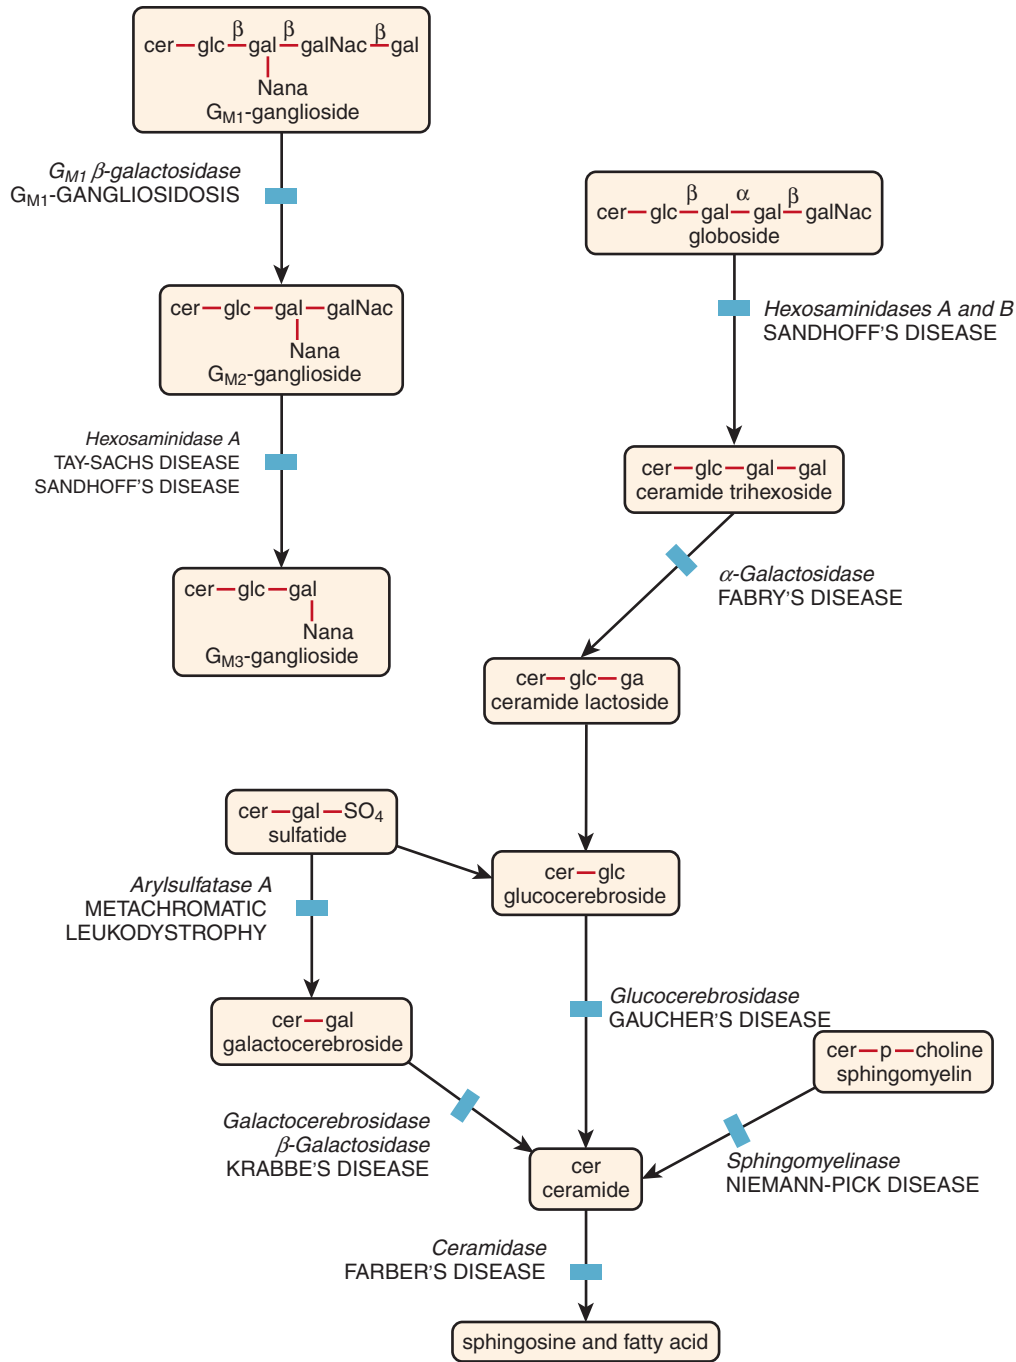 β β β
cer—glc—gal—galNac—gal
Nana
GM1-ganglioside
GM1 β-galactosidase
GM1-GANGLIOSIDOSIS
β α β
cer—glc—gal—gal—galNac
globoside
cer—glc—gal—galNac
Nana
GM2-ganglioside
Hexosaminidases A and B
SANDHOFF'S DISEASE
Hexosaminidase A
TAY-SACHS DISEASE
SANDHOFF'S DISEASE
cer—glc—gal—gal
ceramide trihexoside
cer—glc—gal
Nana
GM3-ganglioside
α-Galactosidase
FABRY'S DISEASE
cer—glc—ga
ceramide lactoside
cer—gal—SO4
sulfatide
cer—glc
glucocerebroside
Arylsulfatase A
METACHROMATIC
LEUKODYSTROPHY
cer—gal
galactocerebroside
Glucocerebrosidase
GAUCHER'S DISEASE
cer—p—choline
sphingomyelin
Galactocerebrosidase
β-Galactosidase
KRABBE'S DISEASE
cer
ceramide
Sphingomyelinase
NIEMANN-PICK DISEASE
Ceramidase
FARBER'S DISEASE
sphingosine and fatty acid